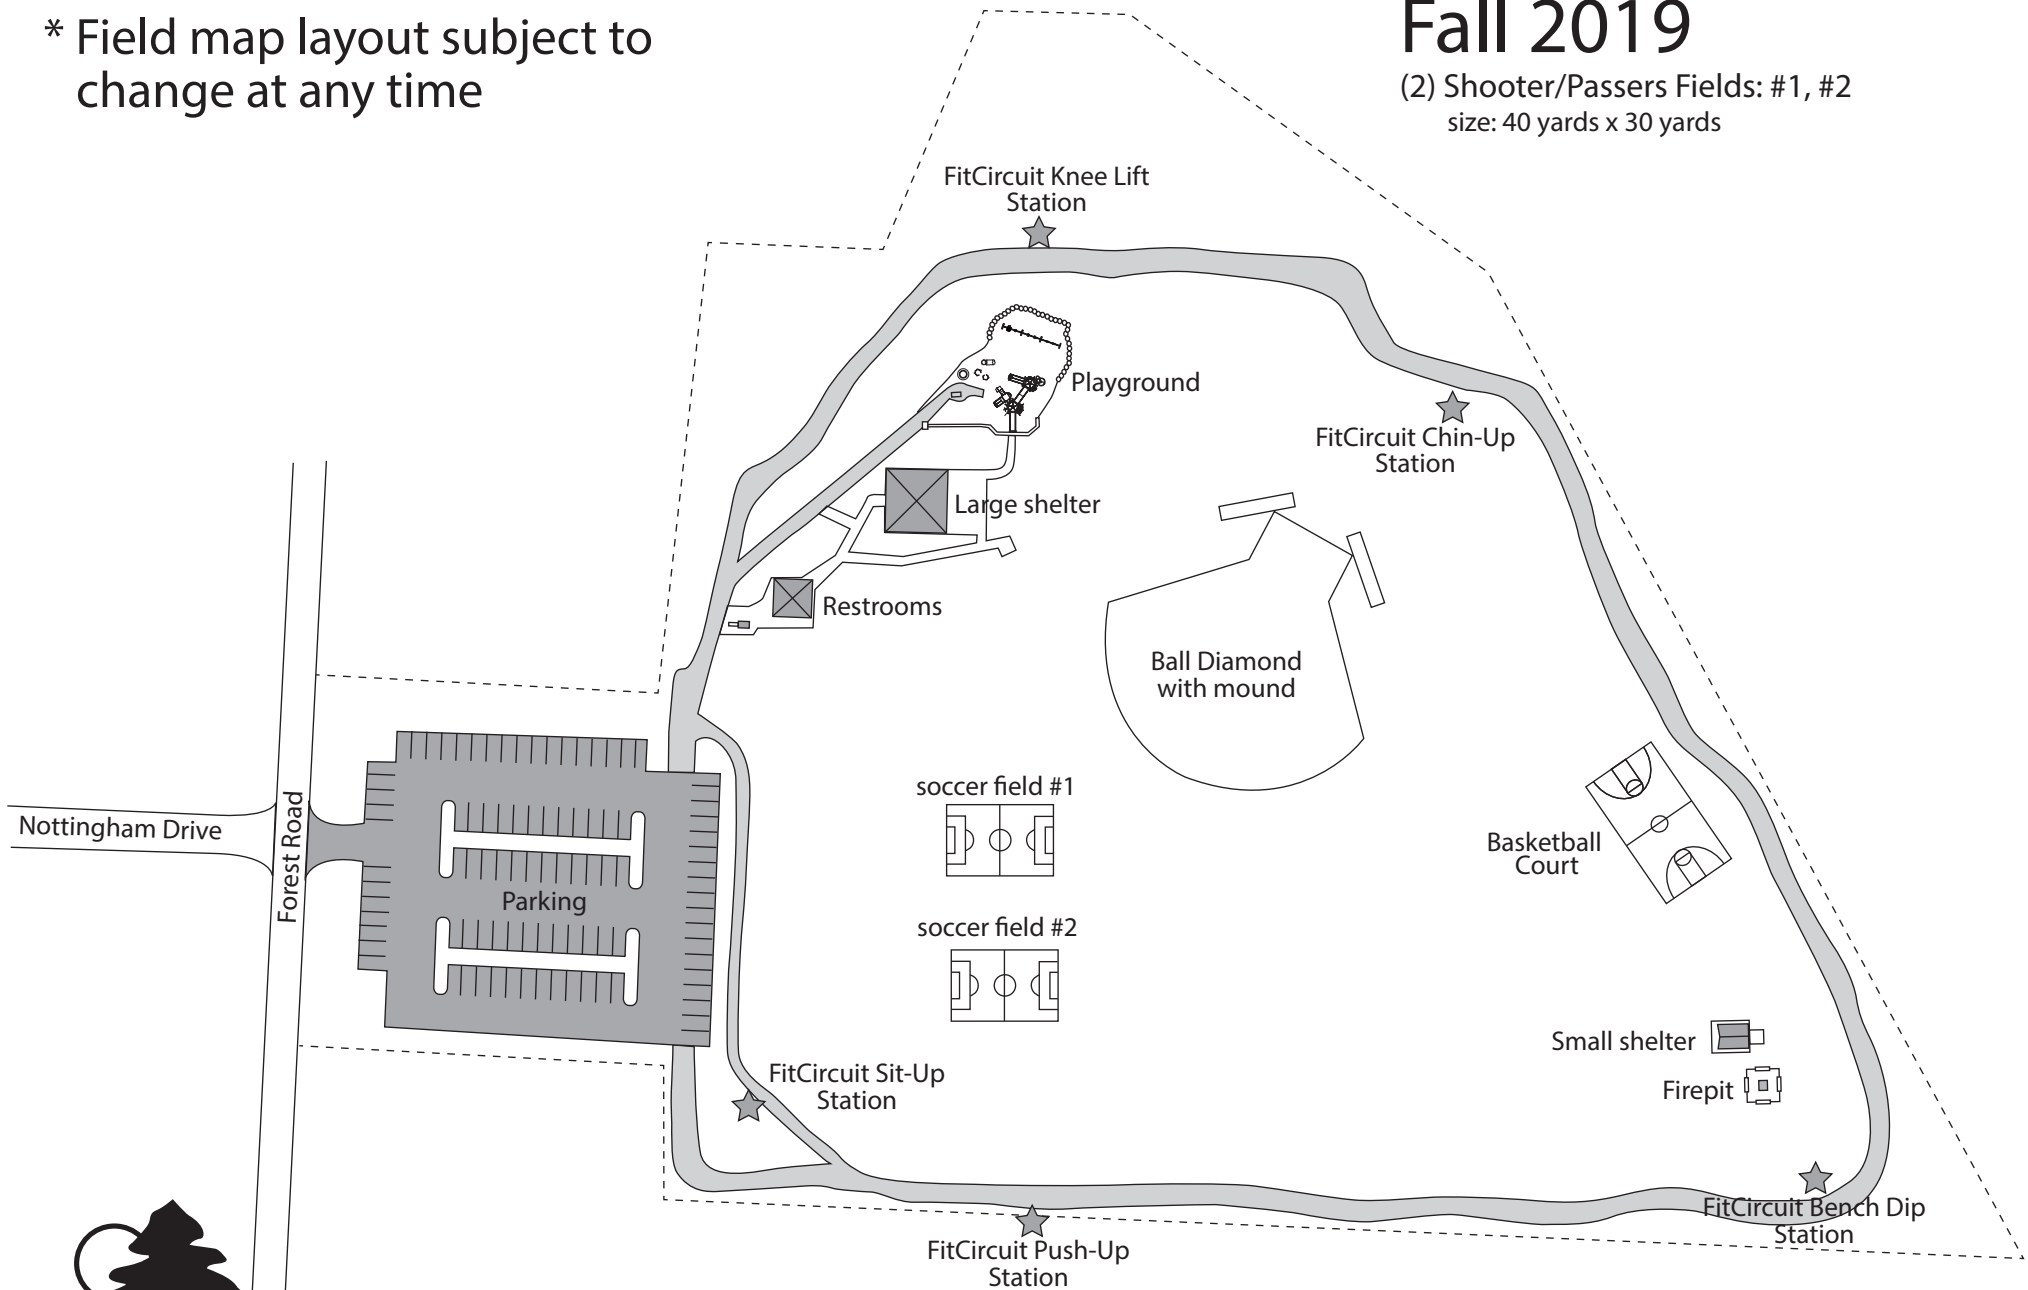 * Field map layout subject to
change at any time
Fall 2019
(2) Shooter/Passers Fields: #1, #2
size: 40 yards x 30 yards
FitCircuit Knee Lift
Station
Playground
FitCircuit Chin-Up
Station
Large shelter
Restrooms
Ball Diamond
with mound
soccer field #1
Nottingham Drive
Forest Road
Basketball
Court
Parking
soccer field #2
Small shelter
FitCircuit Sit-Up
Station
Firepit
FitCircuit Bench Dip
Station
FitCircuit Push-Up
Station